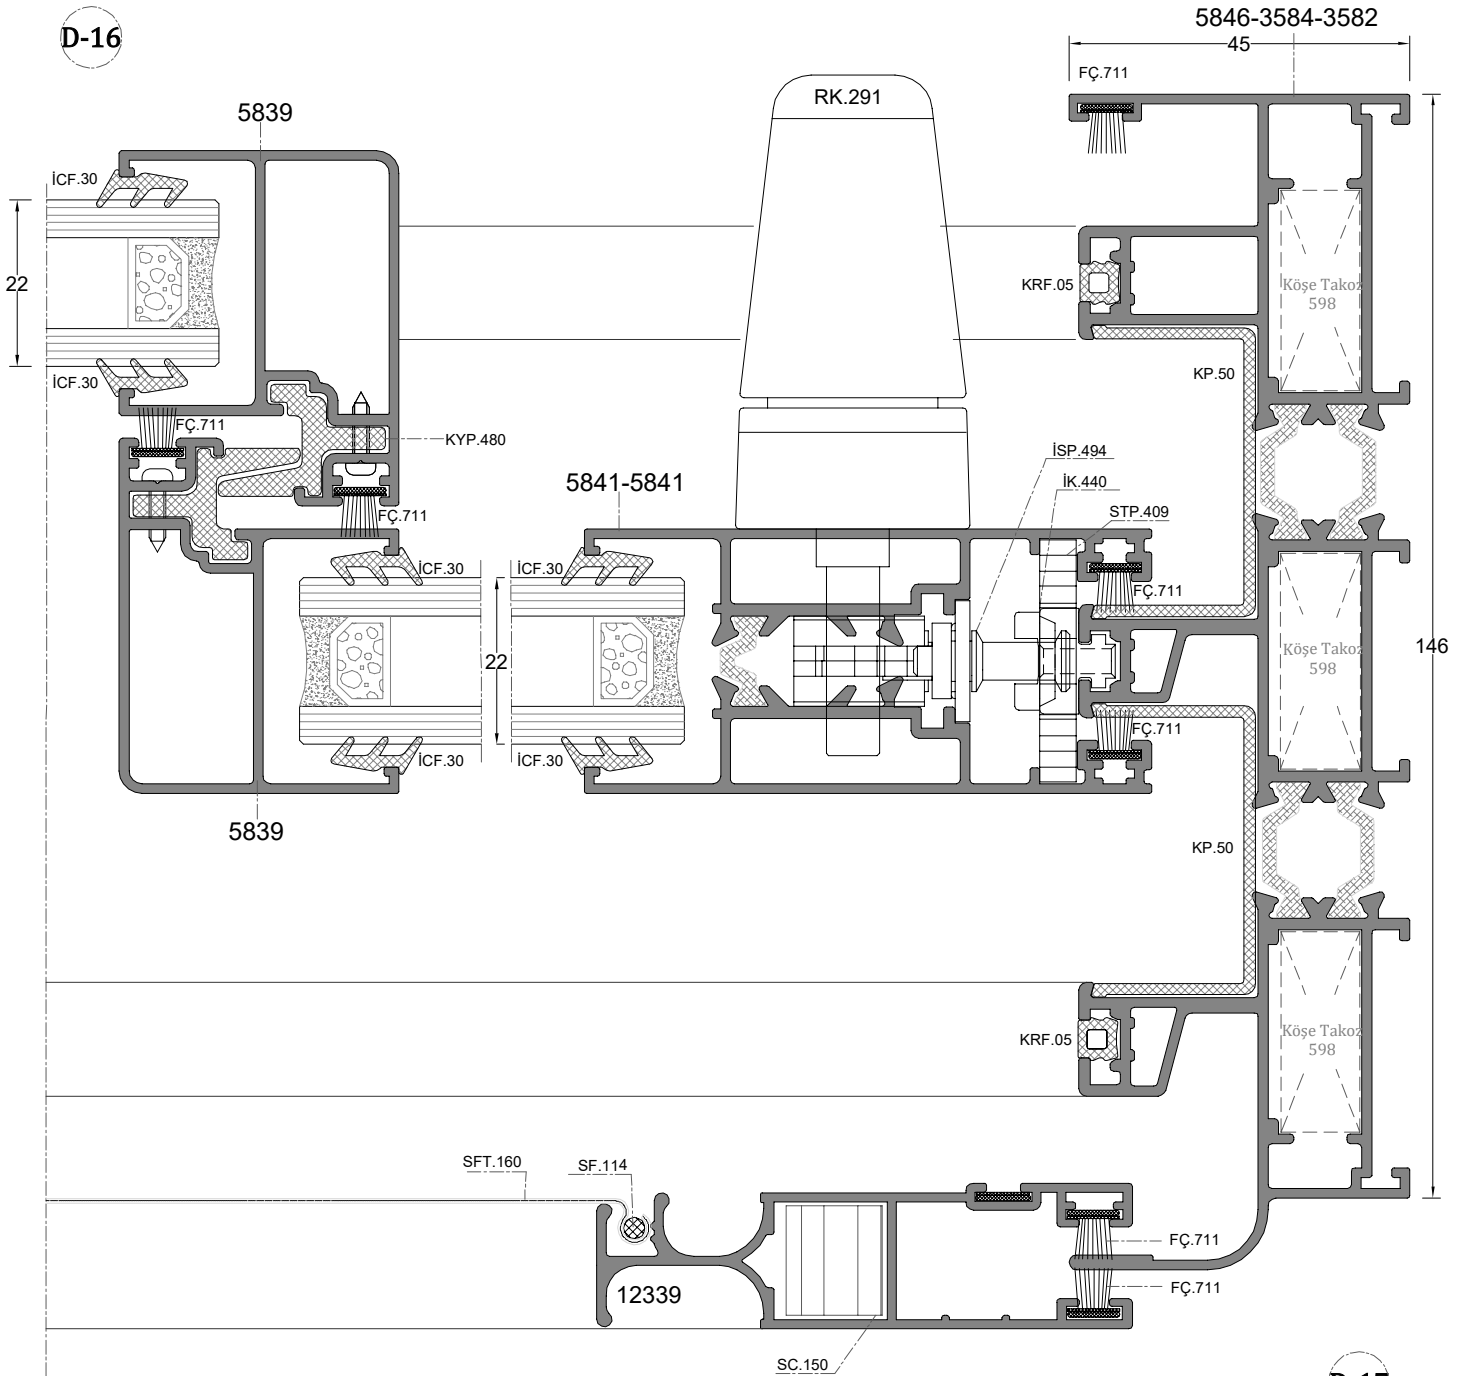 D-16
5846-3584-3582
45
FÇ.711
RK.291
5839
İCF.30
22
İCF.30
FÇ.711
KYP.480
FÇ.711
KRF.05
Köşe Takoz
598
KP.50
5841-5841
İSP.494
İK.440
STP.409
İCF.30
İCF.30
FÇ.711
22
Köşe Takoz
598
146
FÇ.711
İCF.30
İCF.30
5839
KP.50
KRF.05
Köşe Takoz
598
SFT.160
SF.114
FÇ.711
FÇ.711
12339
SC.150
D-17